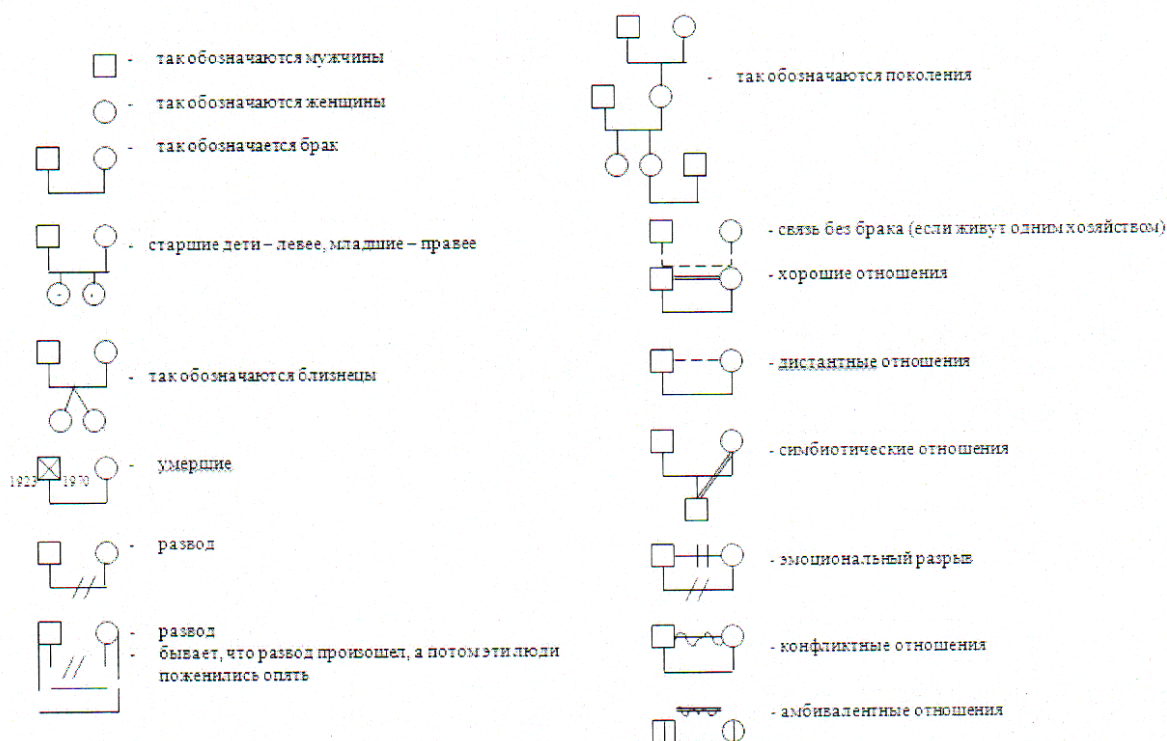 - так обозначаются мужчины
- так обозначаются женщины
- так обозначается брак
- старшие дети – левее, младшие – правее
- так обозначаются близнецы
- умершие
1923 1970
- развод
- развод
- бывает, что развод произошел, а потом эти люди
поженились опять
- так обозначаются поколения
- связь без брака (если живут одним хозяйством)
- хорошие отношения
- дистантные отношения
- симбиотические отношения
- эмоциональный разрыв
- конфликтные отношения
- амбивалентные отношения